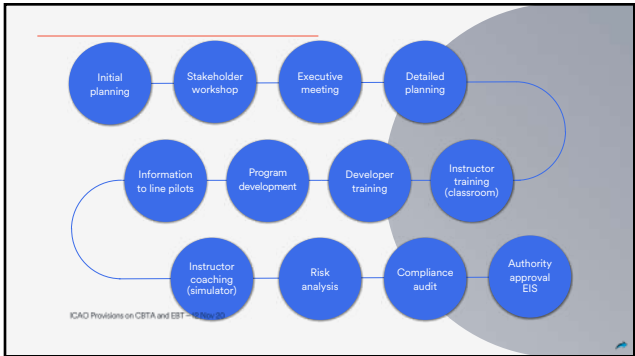 Initial
planning
Stakeholder
workshop
Executive
meeting
Detailed
planning
Instructor
training
(classroom)
Developer
training
Program
development
Information
to line pilots
Instructor
coaching
(simulator)
Risk
analysis
Compliance
audit
Authority
approval
EIS
ICAO Provisions on CBTA and EBT – Nov 20